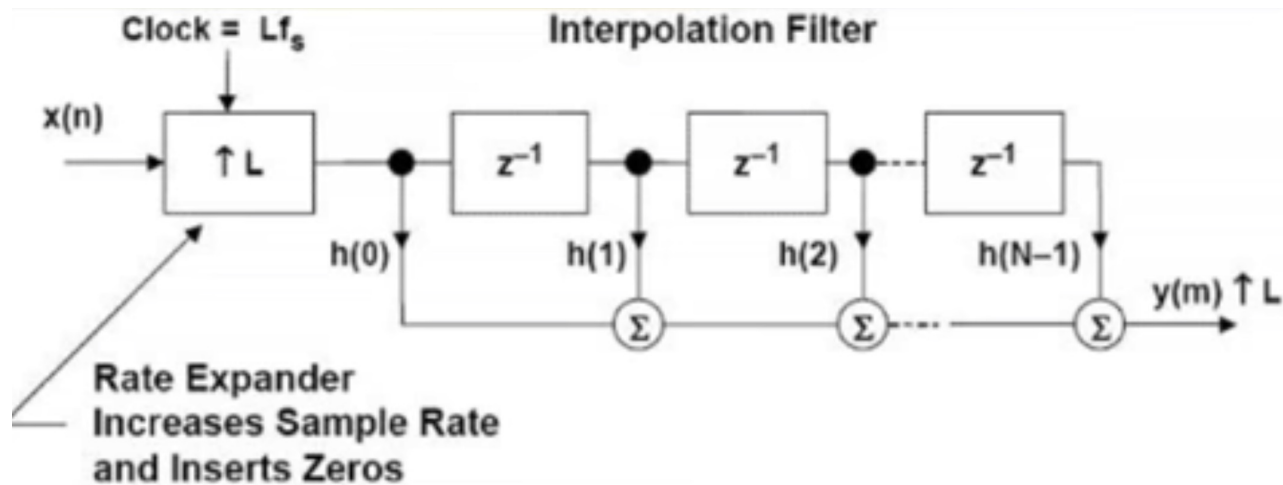 Clock = Lfs
Interpolation Filter
x(n)
↑ L
z⁻¹
z⁻¹
z⁻¹
h(0)
h(1)
h(2)
h(N–1)
y(m) ↑ L
Σ
Σ
Σ
Rate Expander
Increases Sample Rate
and Inserts Zeros